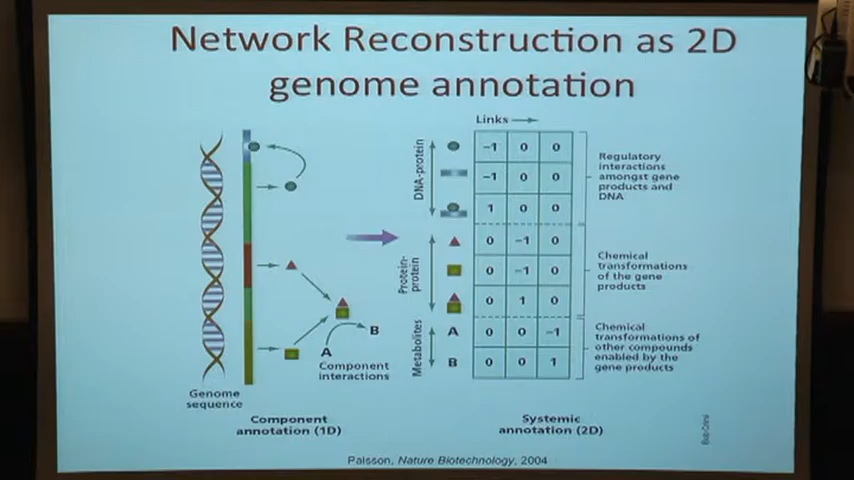 Network Reconstruction as 2D
genome annotation
Links
DNA-protein
-1 0 0
-1 0 0
1 0 0
Regulatory
interactions
amongst gene
products and
DNA
Protein-
protein
0 -1 0
0 -1 0
0 1 0
Chemical
transformations
of the gene
products
Metabolites
A 0 0 -1
B 0 0 1
Chemical
transformations of
other compounds
enabled by the
gene products
B
A
Component
interactions
Genome
sequence
Component
annotation (1D)
Systemic
annotation (2D)
Palsson, Nature Biotechnology, 2004